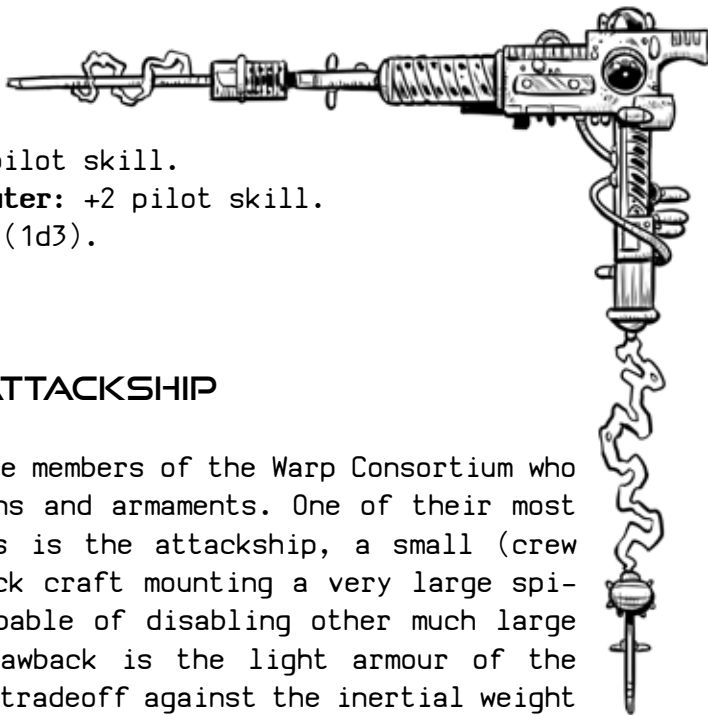 pilot skill.
uter: +2 pilot skill.
(1d3).
ATTACKSHIP
e members of the Warp Consortium who
ns and armaments. One of their most
s is the attackship, a small (crew
ck craft mounting a very large spi-
pable of disabling other much large
awback is the light armour of the
tradeoff against the inertial weight